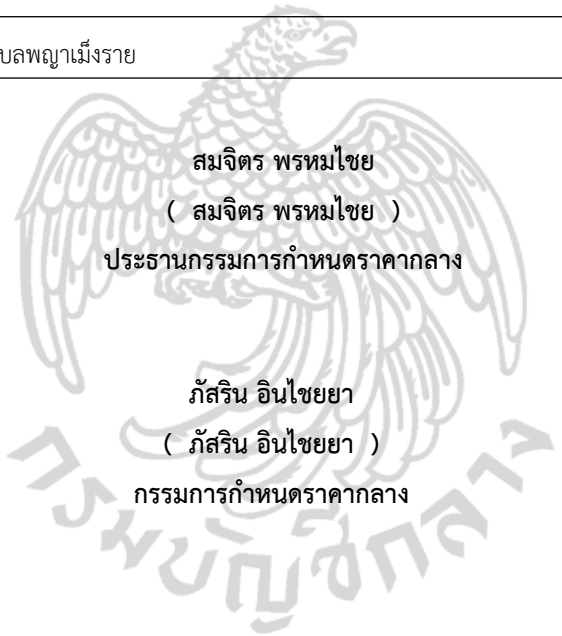 บลพญาเม็งราย
สมจิตร พรหมไชย
( สมจิตร พรหมไชย )
ประธานกรรมการกำหนดราคากลาง
ภัสริน อินไชยยา
( ภัสริน อินไชยยา )
กรรมการกำหนดราคากลาง
กรมบัญชีกลาง